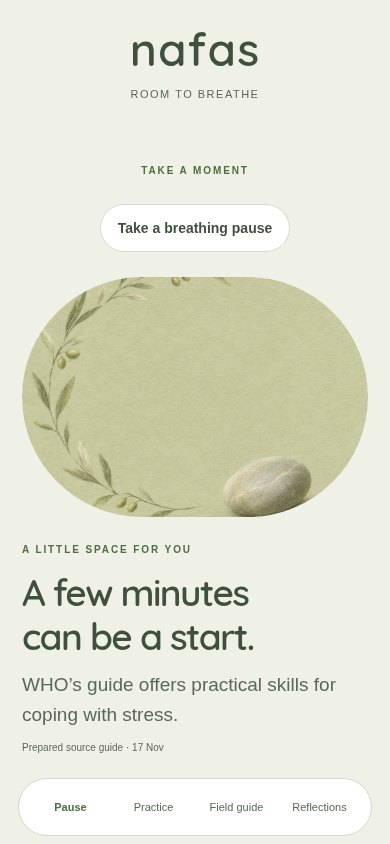 nafas
ROOM TO BREATHE
TAKE A MOMENT
Take a breathing pause
A LITTLE SPACE FOR YOU
A few minutes
can be a start.
WHO’s guide offers practical skills for
coping with stress.
Prepared source guide · 17 Nov
Pause Practice Field guide Reflections